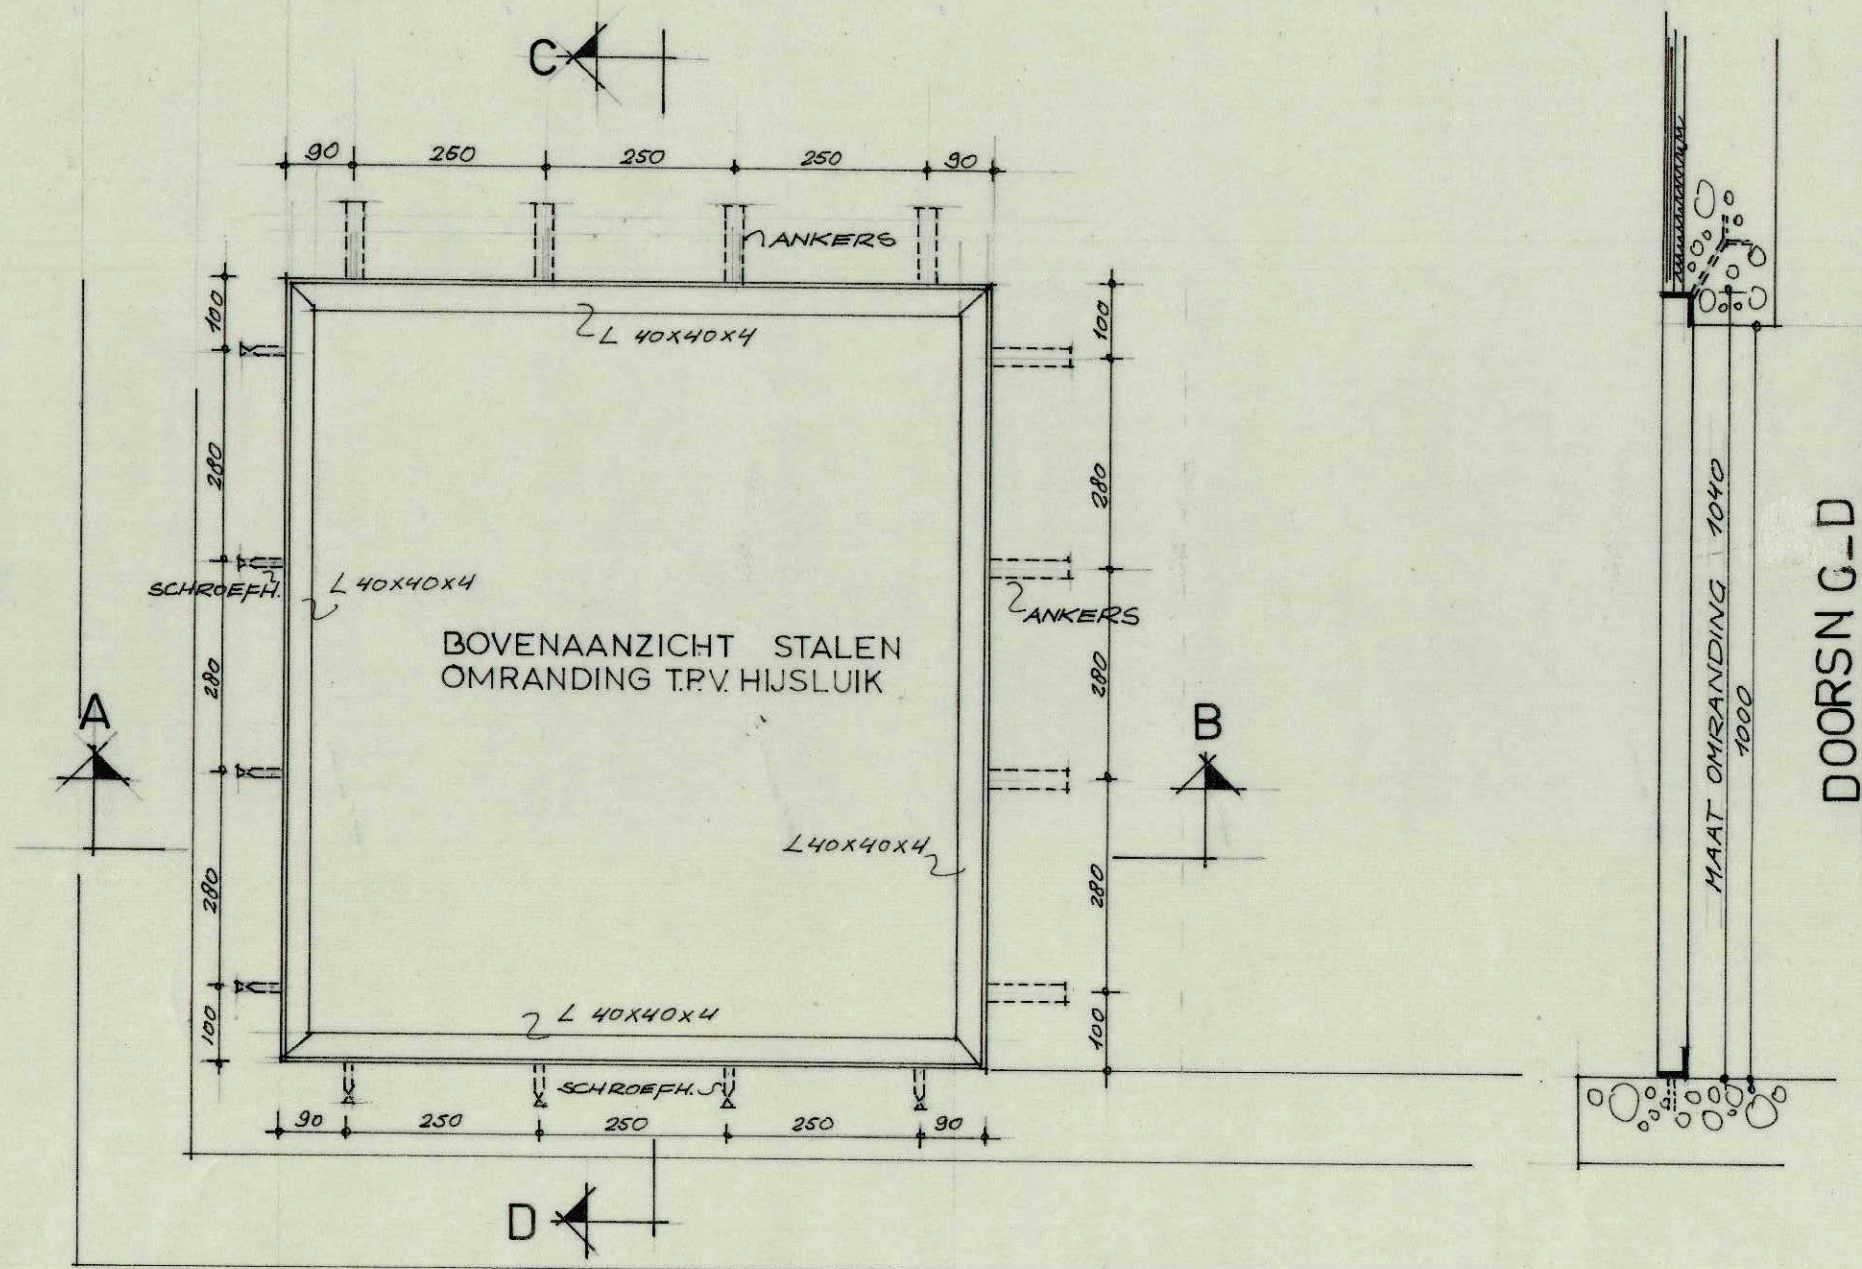 C
90 260 250 250 90
ANKERS
100
100
L 40x40x4
280
280
SCHROEFH.
L 40x40x4
ANKERS
BOVENAANZICHT STALEN
OMRANDING T.P.V. HIJSLUIK
280
280
A
B
L40x40x4
280
280
L 40x40x4
100
100
SCHROEFH.
90 250 250 250 90
D
MAAT OMRANDING 1040
1000
DOORSN C_D